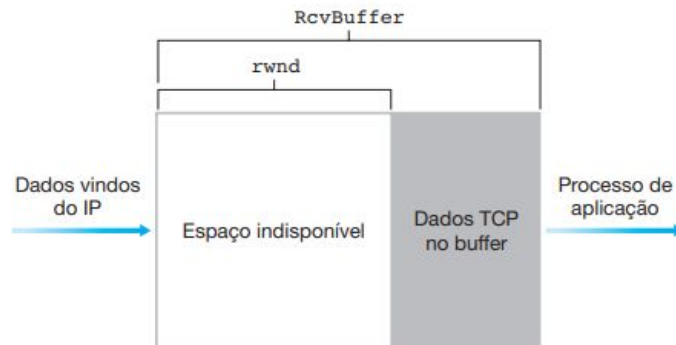 RcvBuffer
rwnd
Dados vindos
do IP
Espaço indisponível
Dados TCP
no buffer
Processo de
aplicação